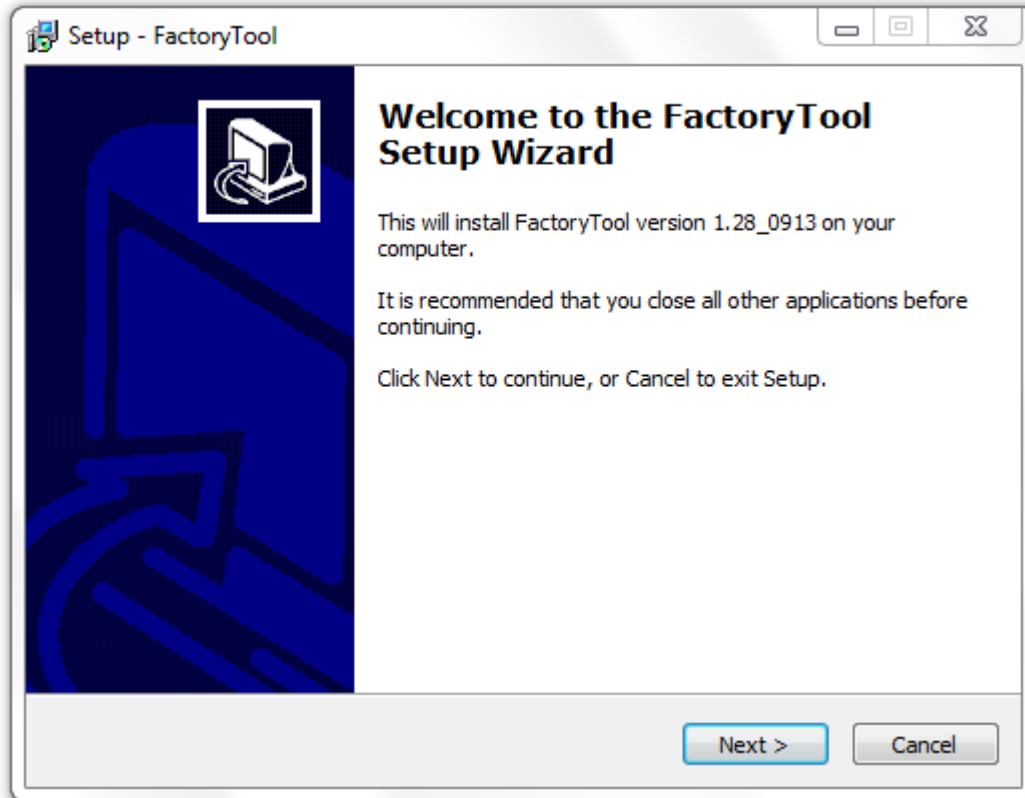 Setup - FactoryTool
Welcome to the FactoryTool
Setup Wizard
This will install FactoryTool version 1.28_0913 on your
computer.
It is recommended that you close all other applications before
continuing.
Click Next to continue, or Cancel to exit Setup.
Next >
Cancel